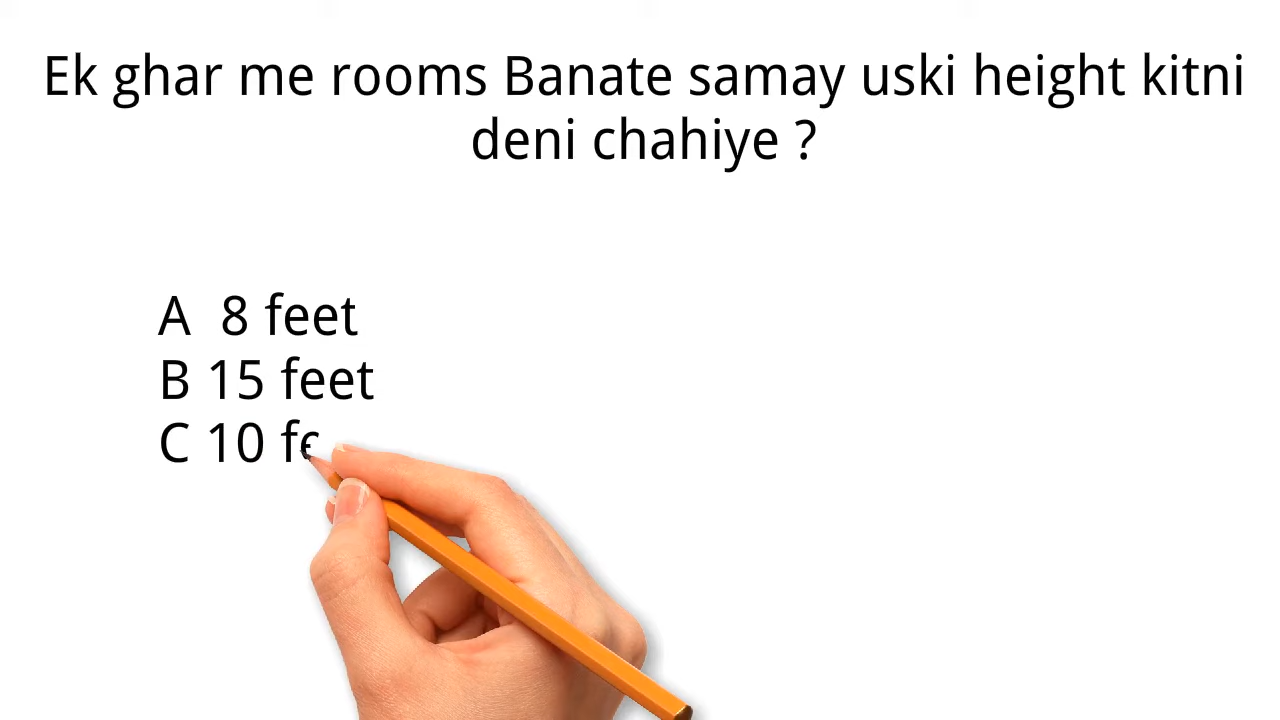 Ek ghar me rooms Banate samay uski height kitni
deni chahiye ?
A 8 feet
B 15 feet
C 10